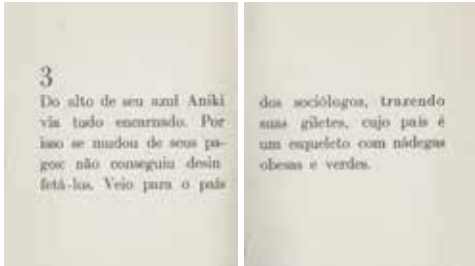 3
Do alto de seu azul Aniki
via tudo encarnado. Por
isso se mudou de seus pa-
gos: não conseguia desin
fetá-los. Veio para o país
dos sociólogos, trazendo
suas giletes, cujo país é
um esqueleto com nádegas
obesas e verdes.